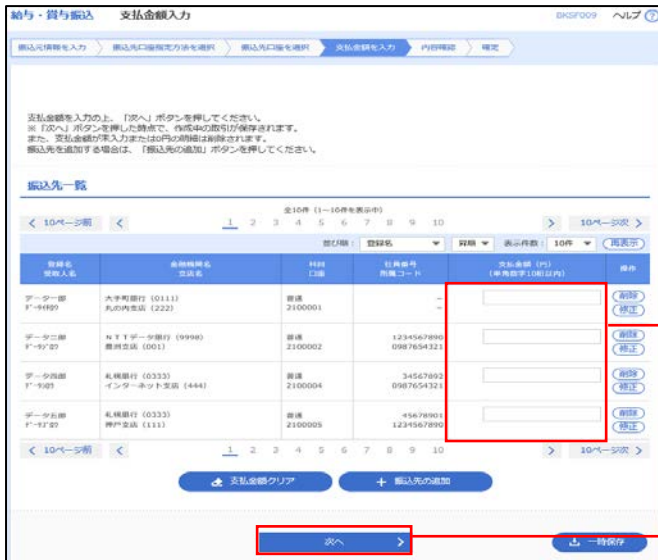 給与・賞与振込 支払金額入力 BKSF009 ヘルプ ?
振込元情報を入力 振込先口座指定方法を選択 振込先口座を選択 支払金額を入力 内容確認 確定
支払金額を入力の上、「次へ」ボタンを押してください。
※「次へ」ボタンを押した時点で、作成中の取引が保存されます。
また、支払金額が未入力または0円の明細は削除されます。
振込先を追加する場合は、「振込先の追加」ボタンを押してください。
振込先一覧
全10件 (1~10件を表示中)
< 10ページ前 < 1 2 3 4 5 6 7 8 9 10 > 10ページ次 >
並び順: 登録名 昇順 表示件数: 10件 再表示
登録名 金融機関名 科目 社員番号 支払金額 (円) 操作
受取人名 支店名 口座 所属コード (半角数字10桁以内)
データ一郎 大手町銀行 (0111) 普通 - 削除
丸の内支店 (222) 2100001 - 修正
データ二郎 NTTデータ銀行 (9998) 普通 1234567890 削除
豊洲支店 (001) 2100002 0987654321 修正
データ四郎 札幌銀行 (0333) 普通 34567892 削除
インターネット支店 (444) 2100004 0987654321 修正
データ五郎 札幌銀行 (0333) 普通 45678901 削除
神戸支店 (111) 2100005 1234567890 修正
< 10ページ前 < 1 2 3 4 5 6 7 8 9 10 > 10ページ次 >
支払金額クリア + 振込先の追加
次へ > 一時保存